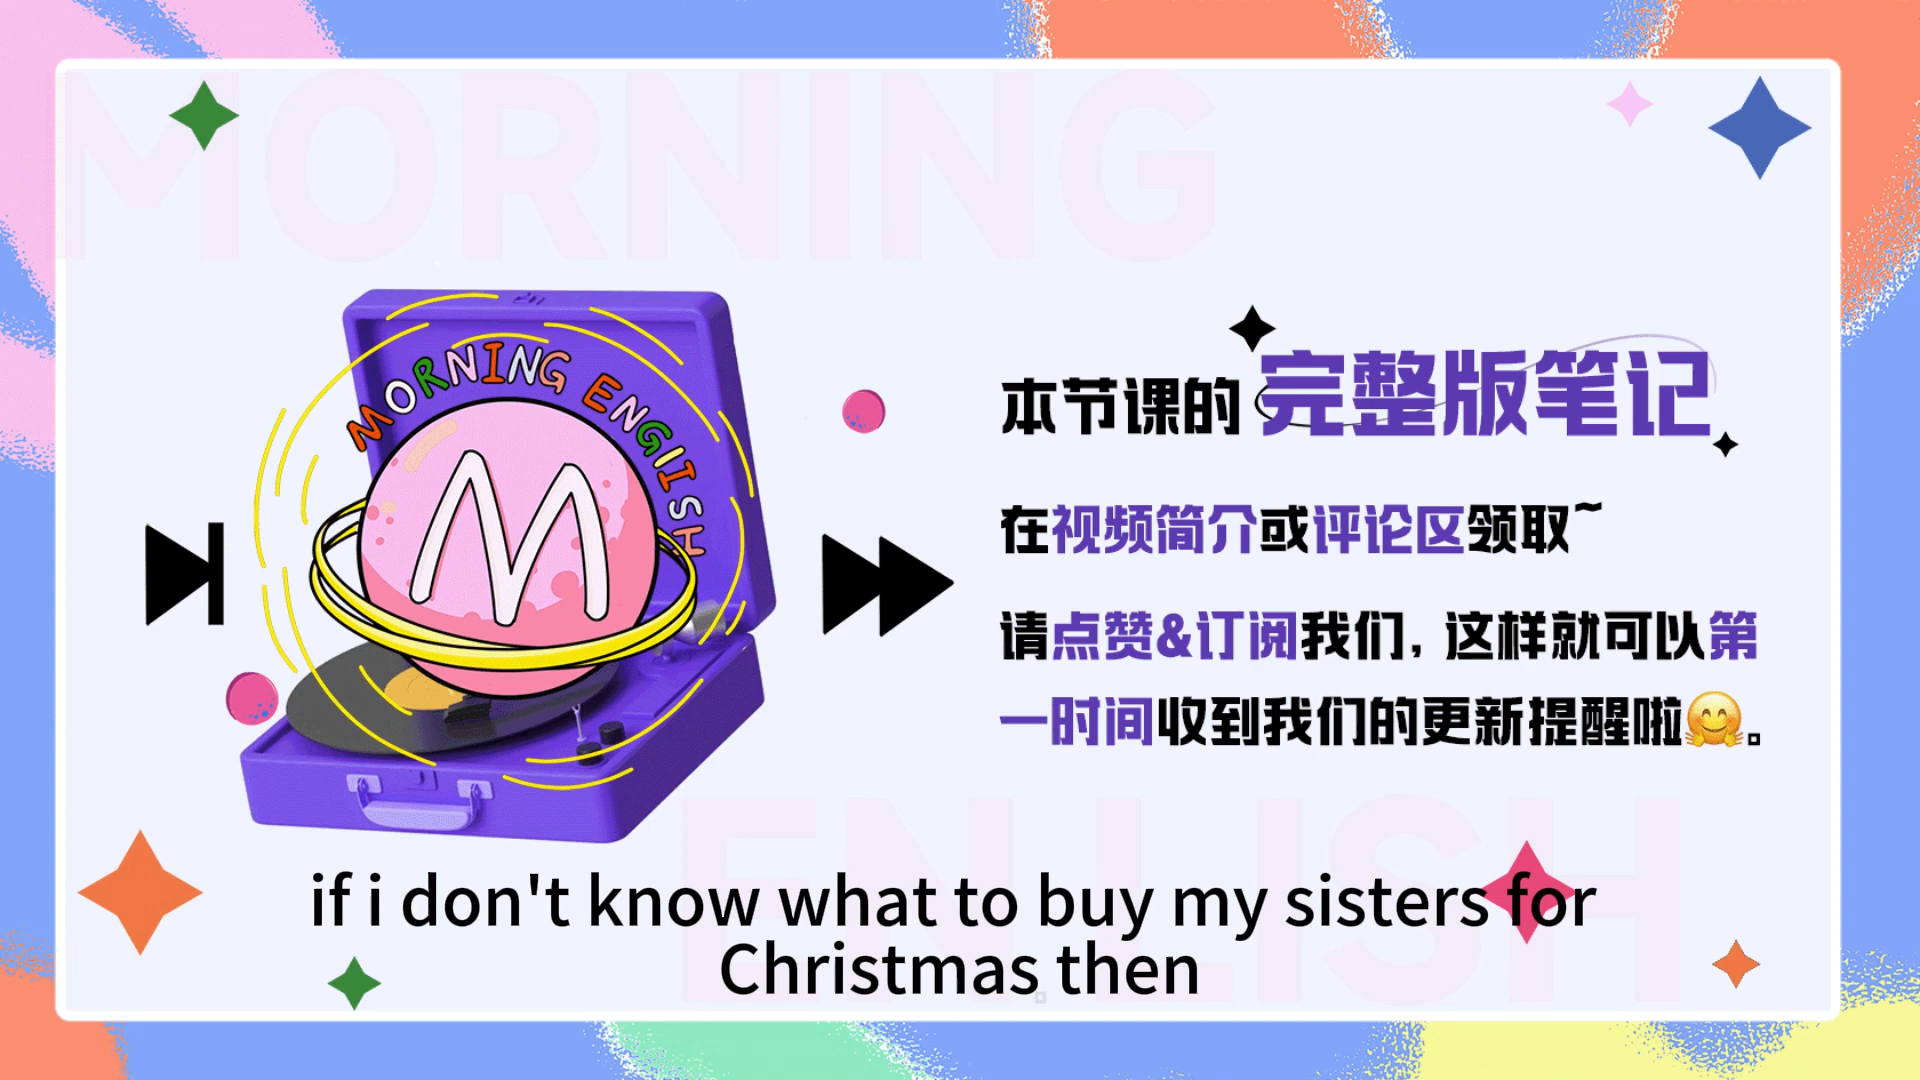 MORNING
MORNING ENGlISH
M
本节课的 完整版笔记
在视频简介或评论区领取~
请点赞&订阅我们, 这样就可以第
一时间收到我们的更新提醒啦🤗。
ENLISH
if i don't know what to buy my sisters for
Christmas then